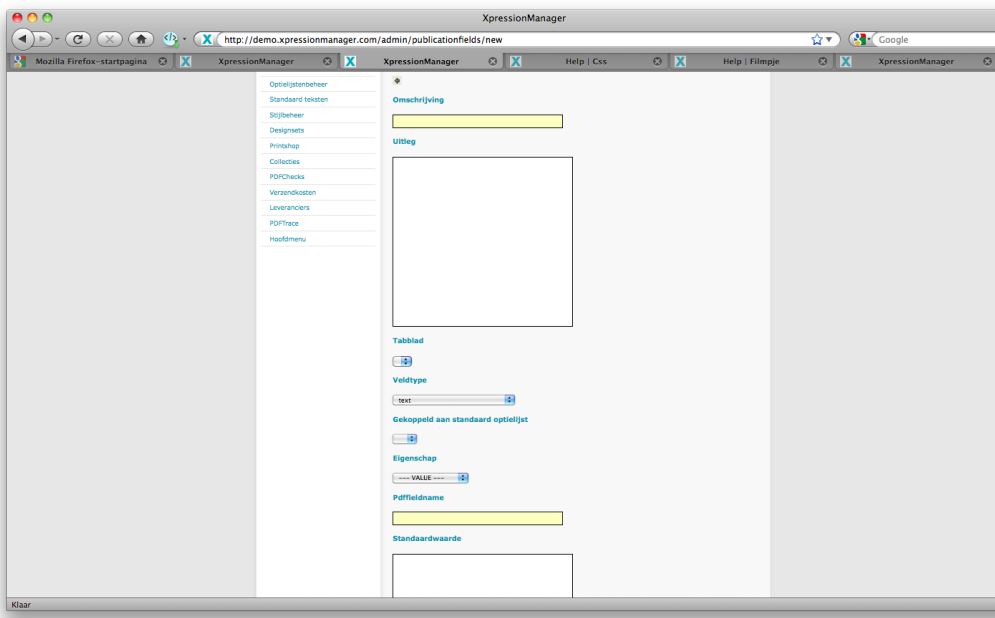 XpressionManager
http://demo.xpressionmanager.com/admin/publicationfields/new
Google
Mozilla Firefox-startpagina
XpressionManager
XpressionManager
Help | Css
Help | Filmpje
XpressionManager
Optielijstenbeheer
Standaard teksten
Stijlbeheer
Designsets
Printshop
Collecties
PDFChecks
Verzendkosten
Leveranciers
PDFTrace
Hoofdmenu
Omschrijving
Uitleg
Tabblad
Veldtype
text
Gekoppeld aan standaard optielijst
Eigenschap
--- VALUE ---
Pdffieldname
Standaardwaarde
Klaar